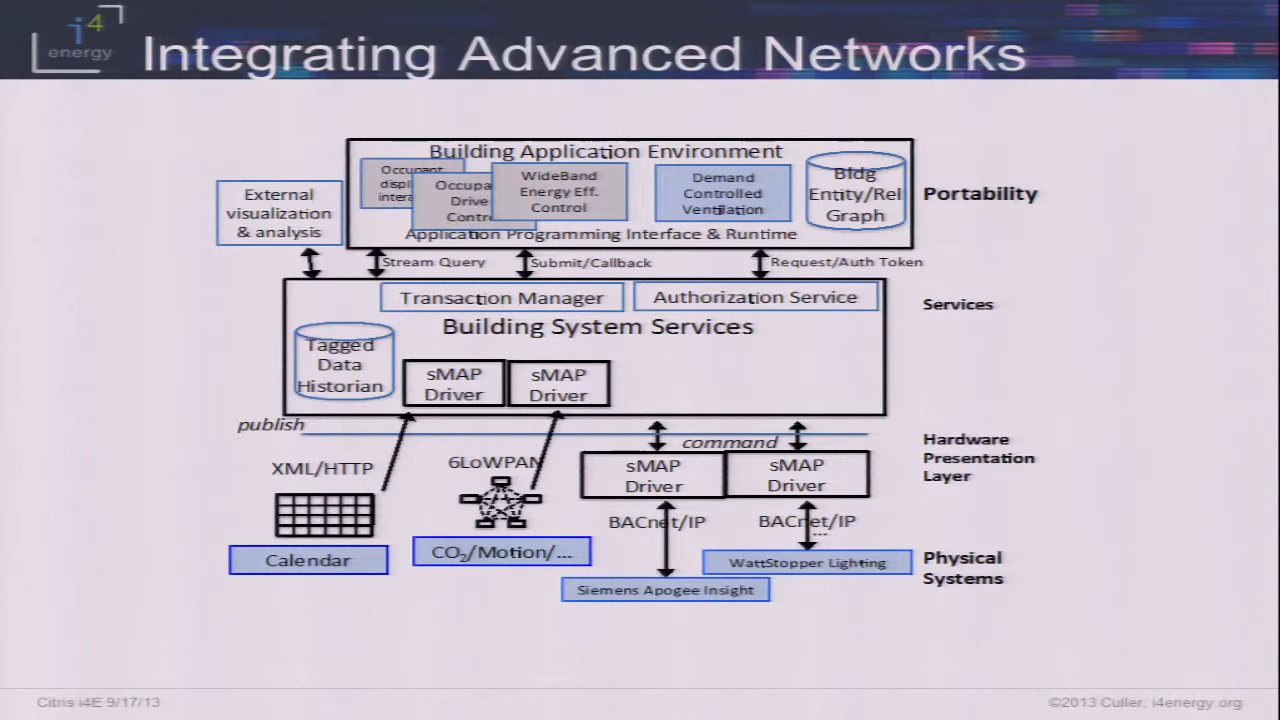 i4
energy
Integrating Advanced Networks
Building Application Environment
Occupant
displ
intera
Occupa
Drive
Contr
WideBand
Energy Eff.
Control
Demand
Controlled
Ventilation
Bldg
Entity/Rel
Graph
Portability
External
visualization
& analysis
Application Programming Interface & Runtime
Stream Query
Submit/Callback
Request/Auth Token
Transaction Manager
Authorization Service
Services
Building System Services
Tagged
Data
Historian
sMAP
Driver
sMAP
Driver
publish
command
Hardware
Presentation
Layer
XML/HTTP
6LoWPAN
sMAP
Driver
sMAP
Driver
BACnet/IP
BACnet/IP
...
Calendar
CO2/Motion/...
WattStopper Lighting
Siemens Apogee Insight
Physical
Systems
Citris i4E 9/17/13
©2013 Culler, i4energy.org